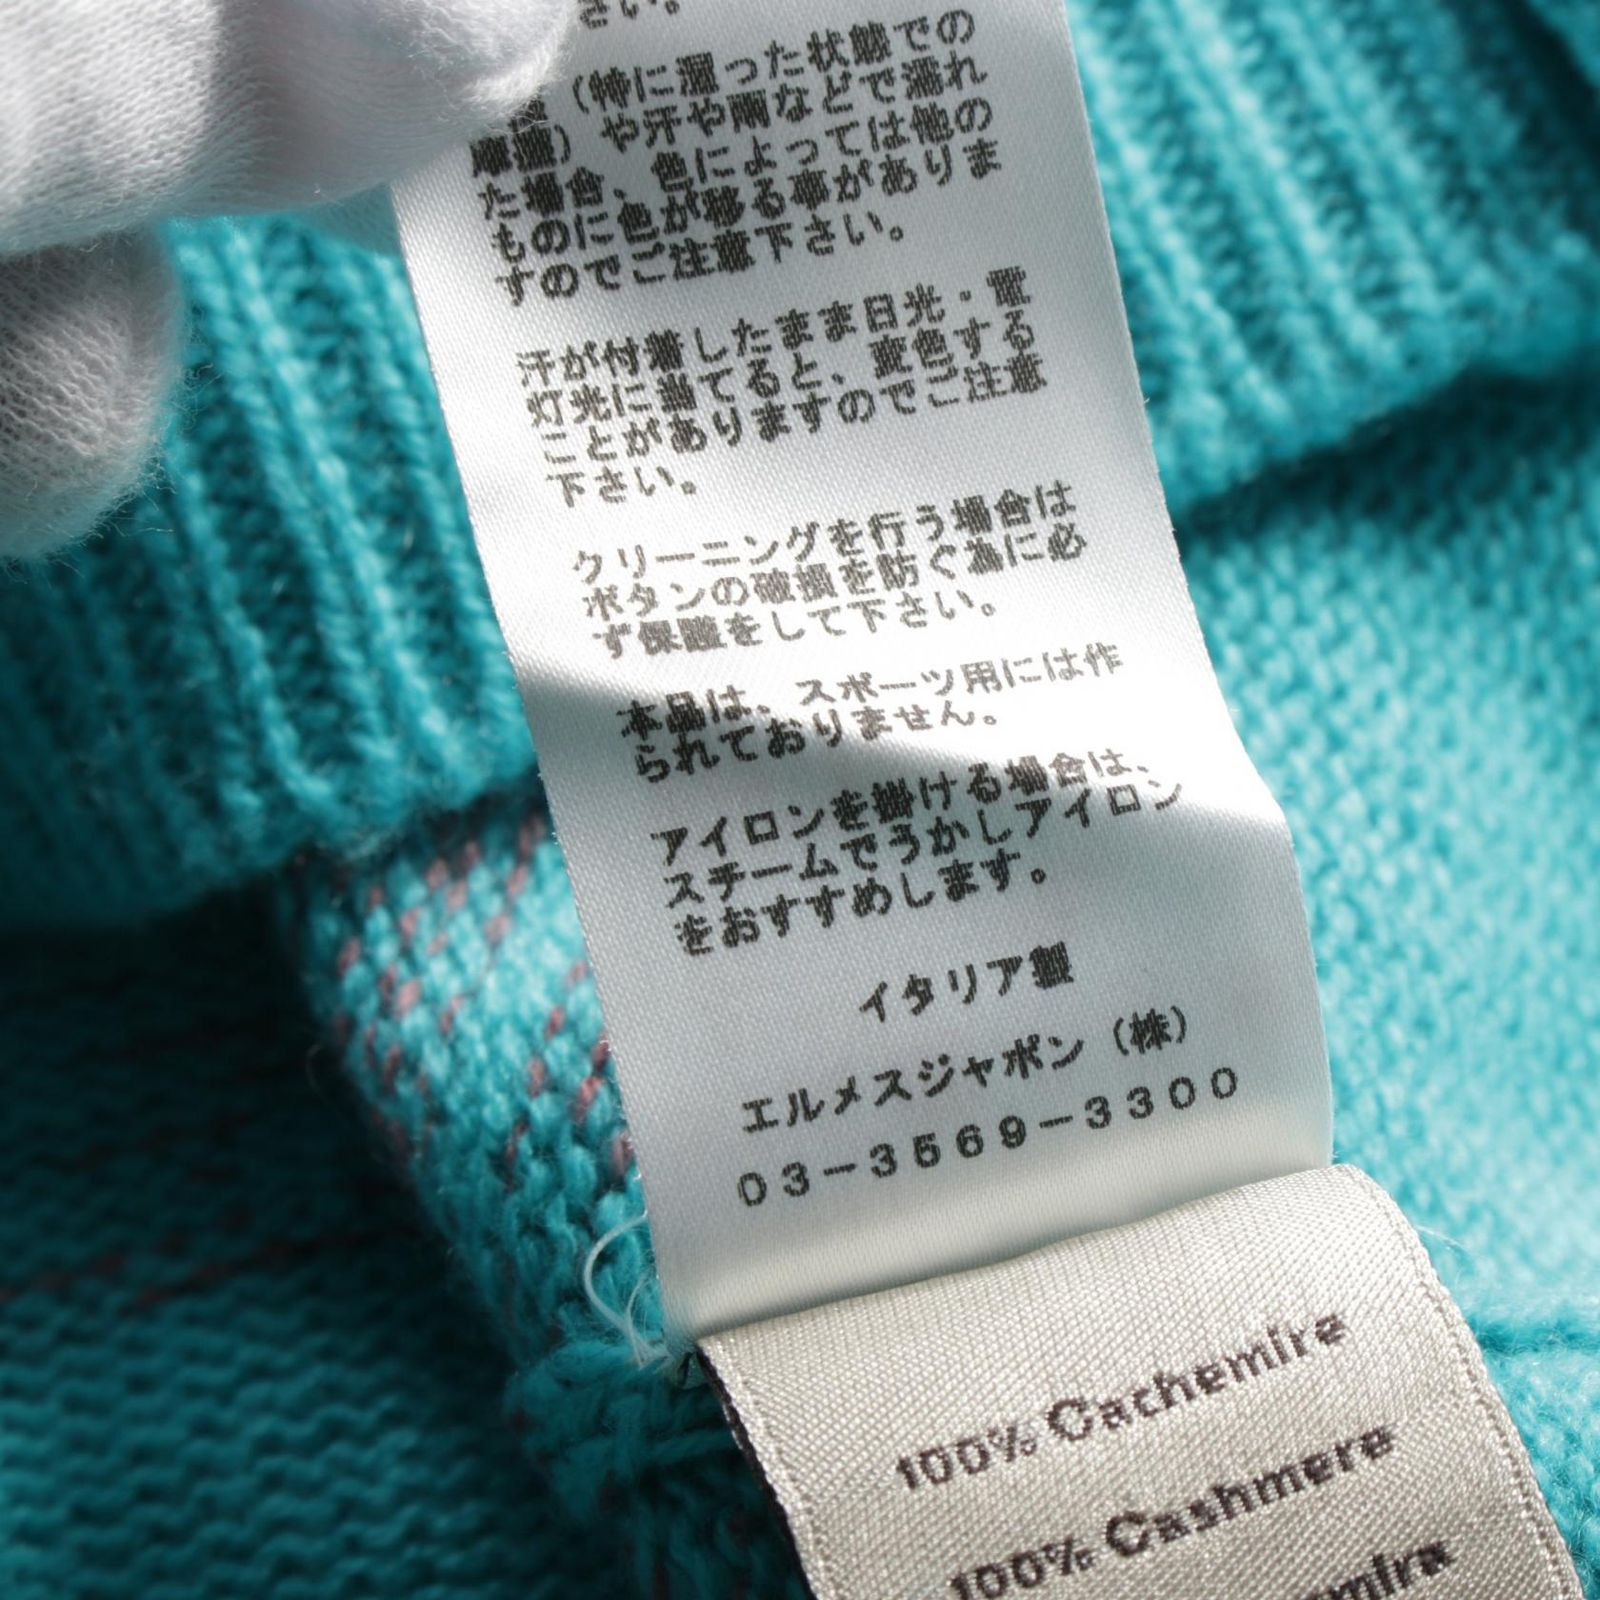 さい。
（特に湿った状態での
摩擦）や汗や雨などで濡れ
た場合、色によっては他の
ものに色が移る事がありま
すのでご注意下さい。
汗が付着したまま日光・電
灯光に当てると、変色する
ことがありますのでご注意
下さい。
クリーニングを行う場合は
ボタンの破損を防ぐ為に必
ず保護をして下さい。
本品は、スポーツ用には作
られておりません。
アイロンを掛ける場合は、
スチームでうかしアイロン
をおすすめします。
イタリア製
エルメスジャポン（株）
03-3569-3300
100% Cachemire
100% Cashmere